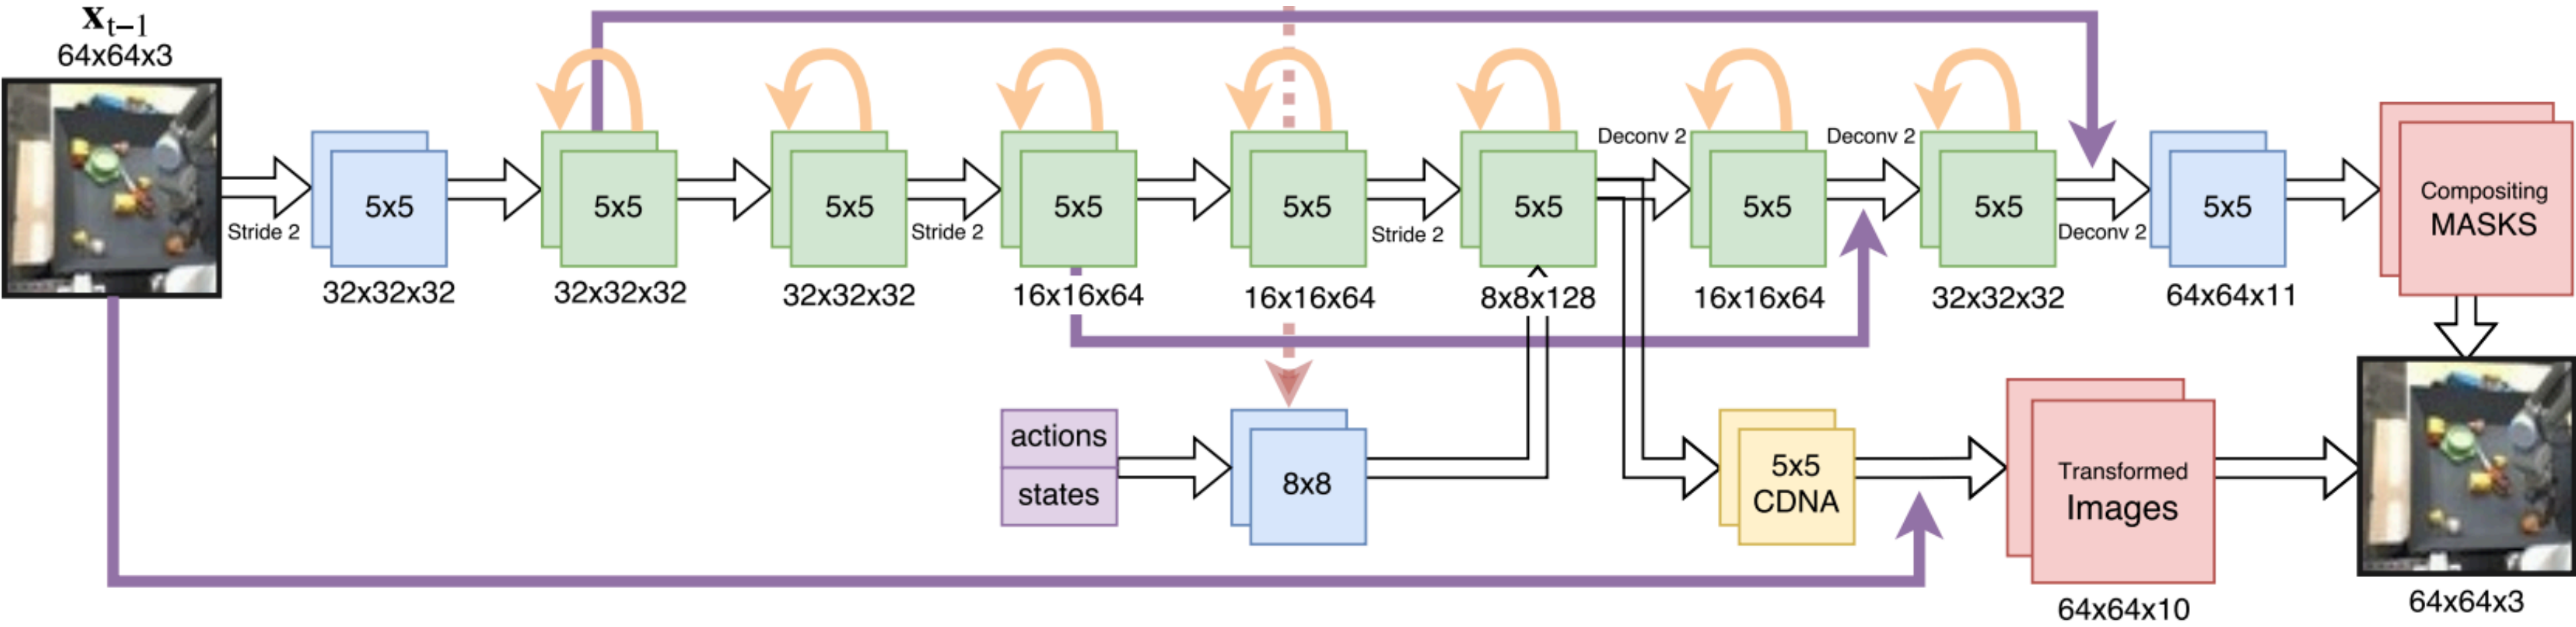 x_{t−1}
64x64x3
Stride 2
5x5
32x32x32
5x5
32x32x32
5x5
32x32x32
Stride 2
5x5
16x16x64
5x5
16x16x64
Stride 2
5x5
8x8x128
Deconv 2
5x5
16x16x64
Deconv 2
5x5
32x32x32
Deconv 2
5x5
64x64x11
Compositing
MASKS
actions
states
8x8
5x5
CDNA
Transformed
Images
64x64x10
64x64x3